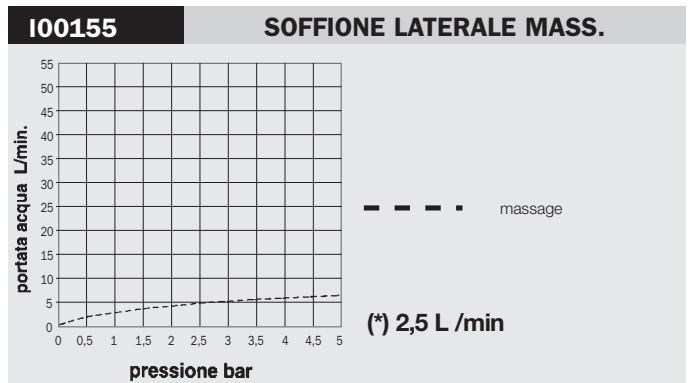 I00155
SOFFIONE LATERALE MASS.
portata acqua L/min.
55
50
45
40
35
30
25
20
15
10
5
0
0 0,5 1 1,5 2 2,5 3 3,5 4 4,5 5
pressione bar
massage
(*) 2,5 L /min